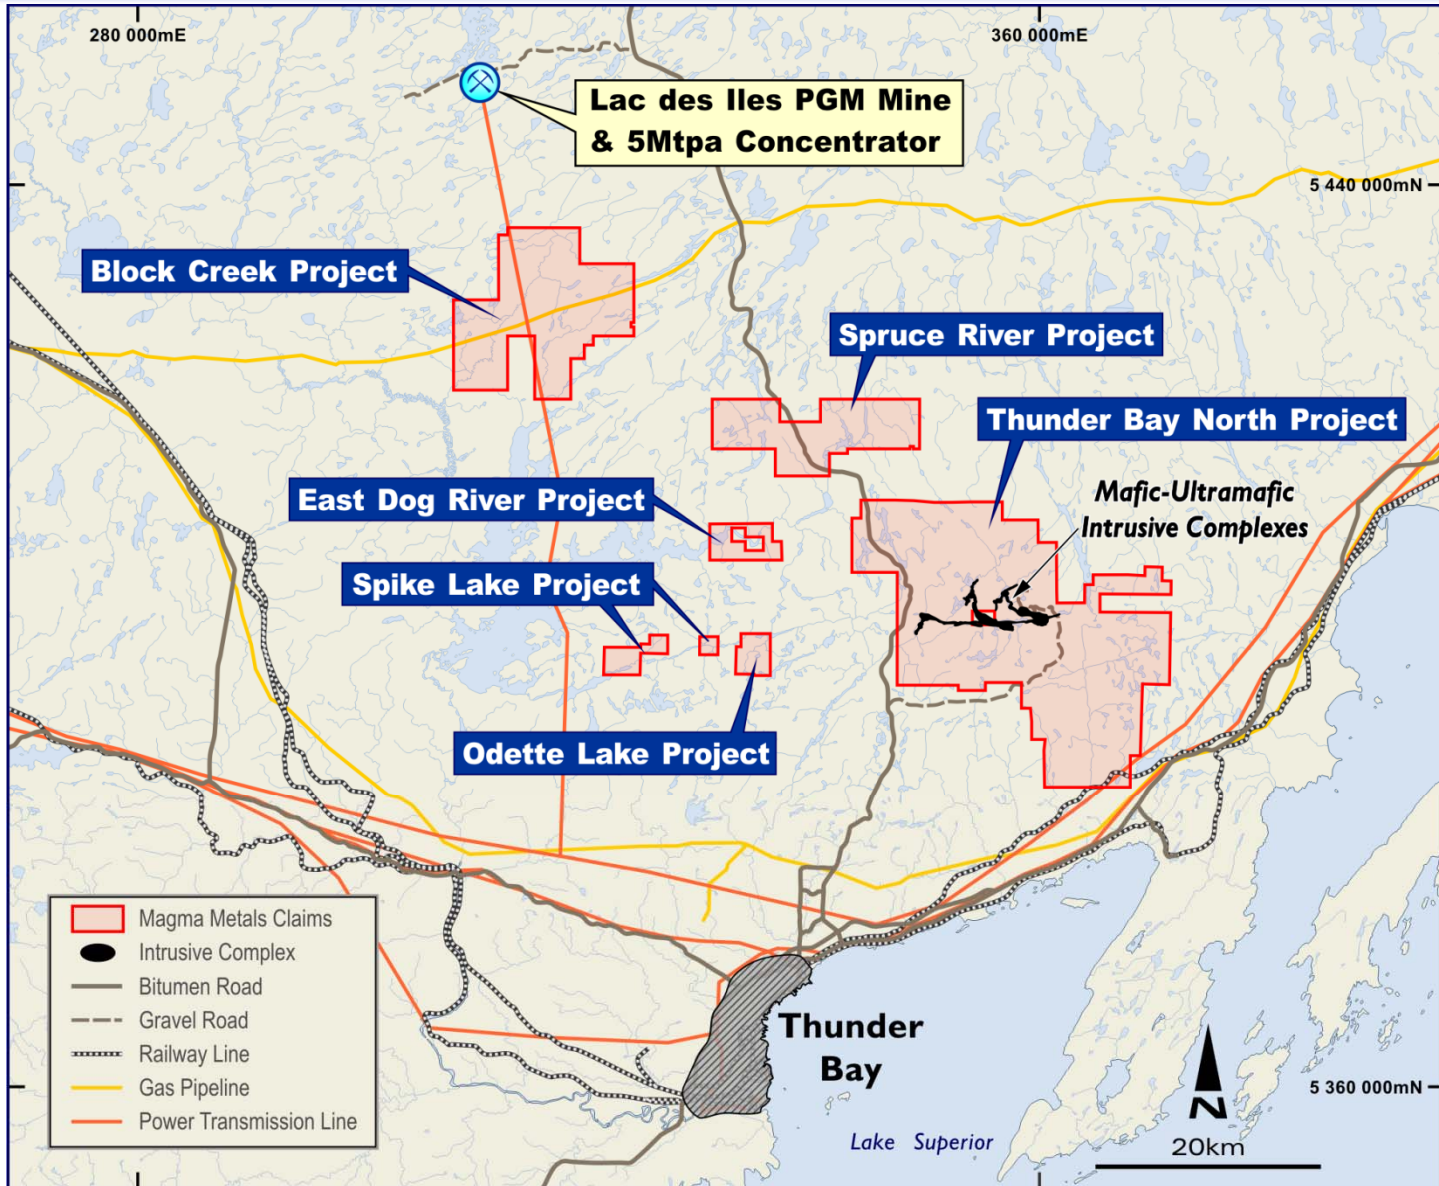 280 000mE
360 000mE
Lac des Iles PGM Mine
& 5Mtpa Concentrator
5 440 000mN
Block Creek Project
Spruce River Project
Thunder Bay North Project
East Dog River Project
Mafic-Ultramafic
Intrusive Complexes
Spike Lake Project
Odette Lake Project
Magma Metals Claims
Intrusive Complex
Bitumen Road
Gravel Road
Railway Line
Gas Pipeline
Power Transmission Line
Thunder
Bay
5 360 000mN
N
Lake Superior
20km